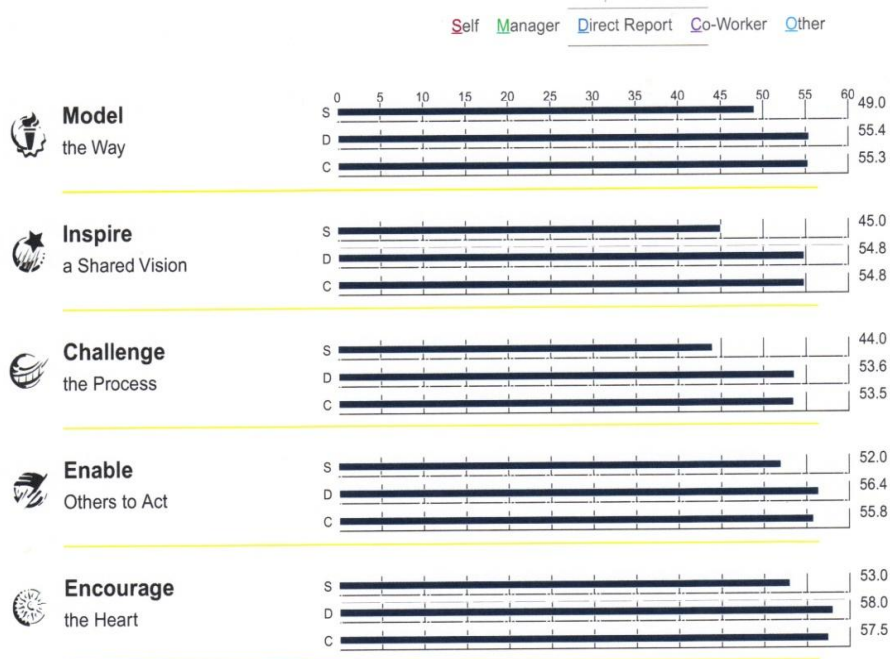 Self Manager Direct Report Co-Worker Other
0 5 10 15 20 25 30 35 40 45 50 55 60
Model
the Way
S 49.0
D 55.4
C 55.3
Inspire
a Shared Vision
S 45.0
D 54.8
C 54.8
Challenge
the Process
S 44.0
D 53.6
C 53.5
Enable
Others to Act
S 52.0
D 56.4
C 55.8
Encourage
the Heart
S 53.0
D 58.0
C 57.5